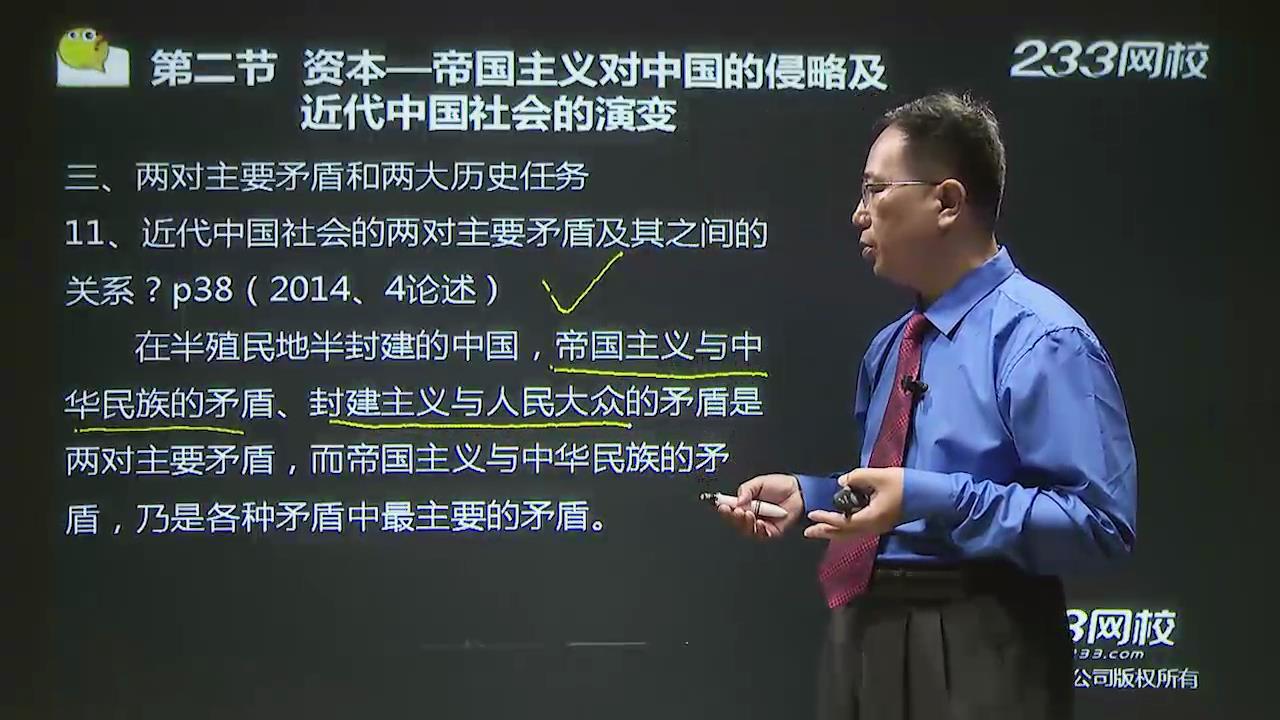 第二节 资本—帝国主义对中国的侵略及
近代中国社会的演变
233网校
三、两对主要矛盾和两大历史任务
11、近代中国社会的两对主要矛盾及其之间的
关系？p38（2014、4论述）
在半殖民地半封建的中国，帝国主义与中
华民族的矛盾、封建主义与人民大众的矛盾是
两对主要矛盾，而帝国主义与中华民族的矛
盾，乃是各种矛盾中最主要的矛盾。
3网校
33.com
公司版权所有